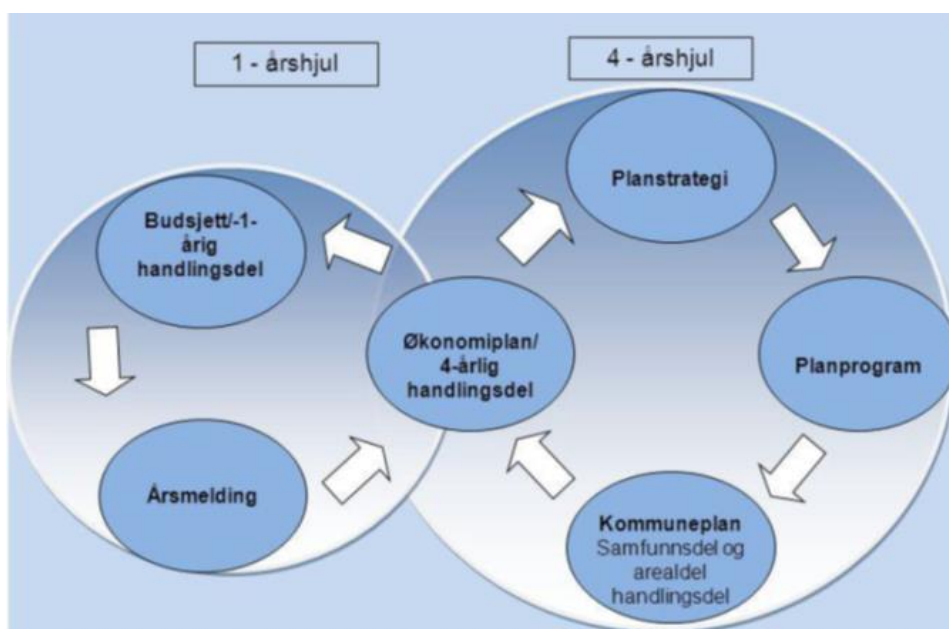 1 - årshjul
4 - årshjul
Planstrategi
Budsjett/-1-
årig
handlingsdel
Økonomiplan/
4-årlig
handlingsdel
Planprogram
Årsmelding
Kommuneplan
Samfunnsdel og
arealdel
handlingsdel